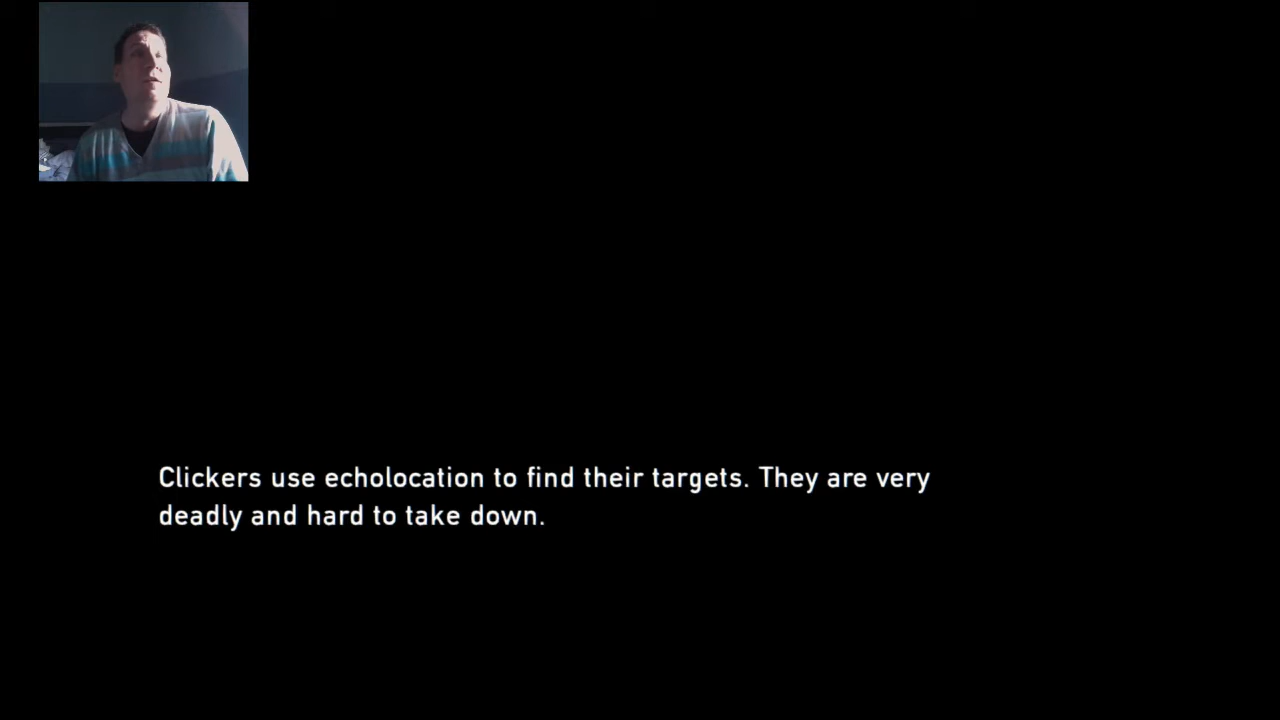 Clickers use echolocation to find their targets. They are very
deadly and hard to take down.